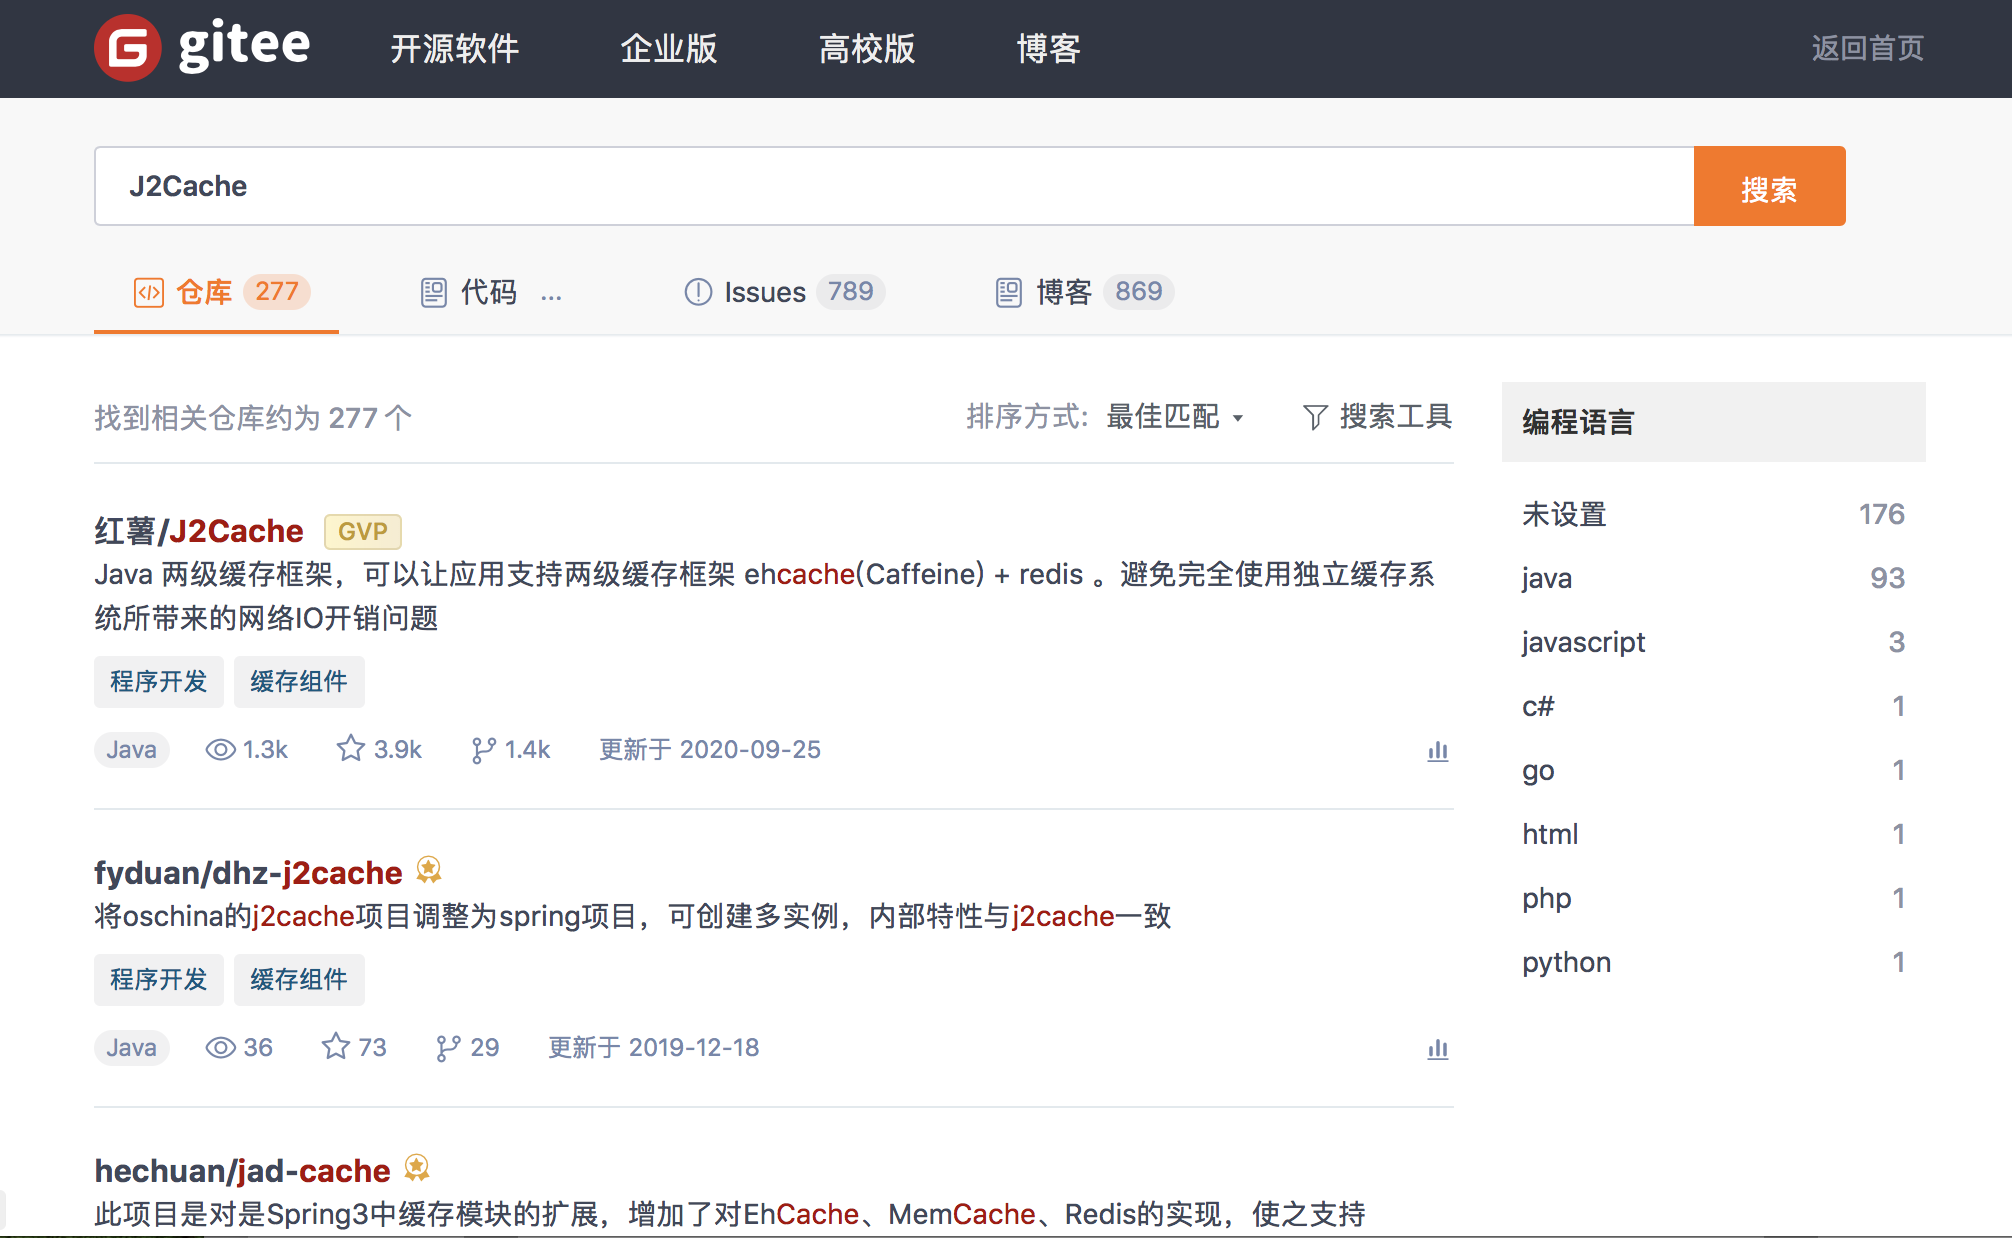 gitee 开源软件 企业版 高校版 博客 返回首页
J2Cache 搜索
仓库 277 代码 ... Issues 789 博客 869
找到相关仓库约为 277 个 排序方式: 最佳匹配 搜索工具
红薯/J2Cache GVP
Java 两级缓存框架，可以让应用支持两级缓存框架 ehcache(Caffeine) + redis 。避免完全使用独立缓存系
统所带来的网络IO开销问题
程序开发 缓存组件
Java 1.3k 3.9k 1.4k 更新于 2020-09-25
fyduan/dhz-j2cache
将oschina的j2cache项目调整为spring项目，可创建多实例，内部特性与j2cache一致
程序开发 缓存组件
Java 36 73 29 更新于 2019-12-18
hechuan/jad-cache
此项目是对是Spring3中缓存模块的扩展，增加了对EhCache、MemCache、Redis的实现，使之支持
编程语言
未设置 176
java 93
javascript 3
c# 1
go 1
html 1
php 1
python 1